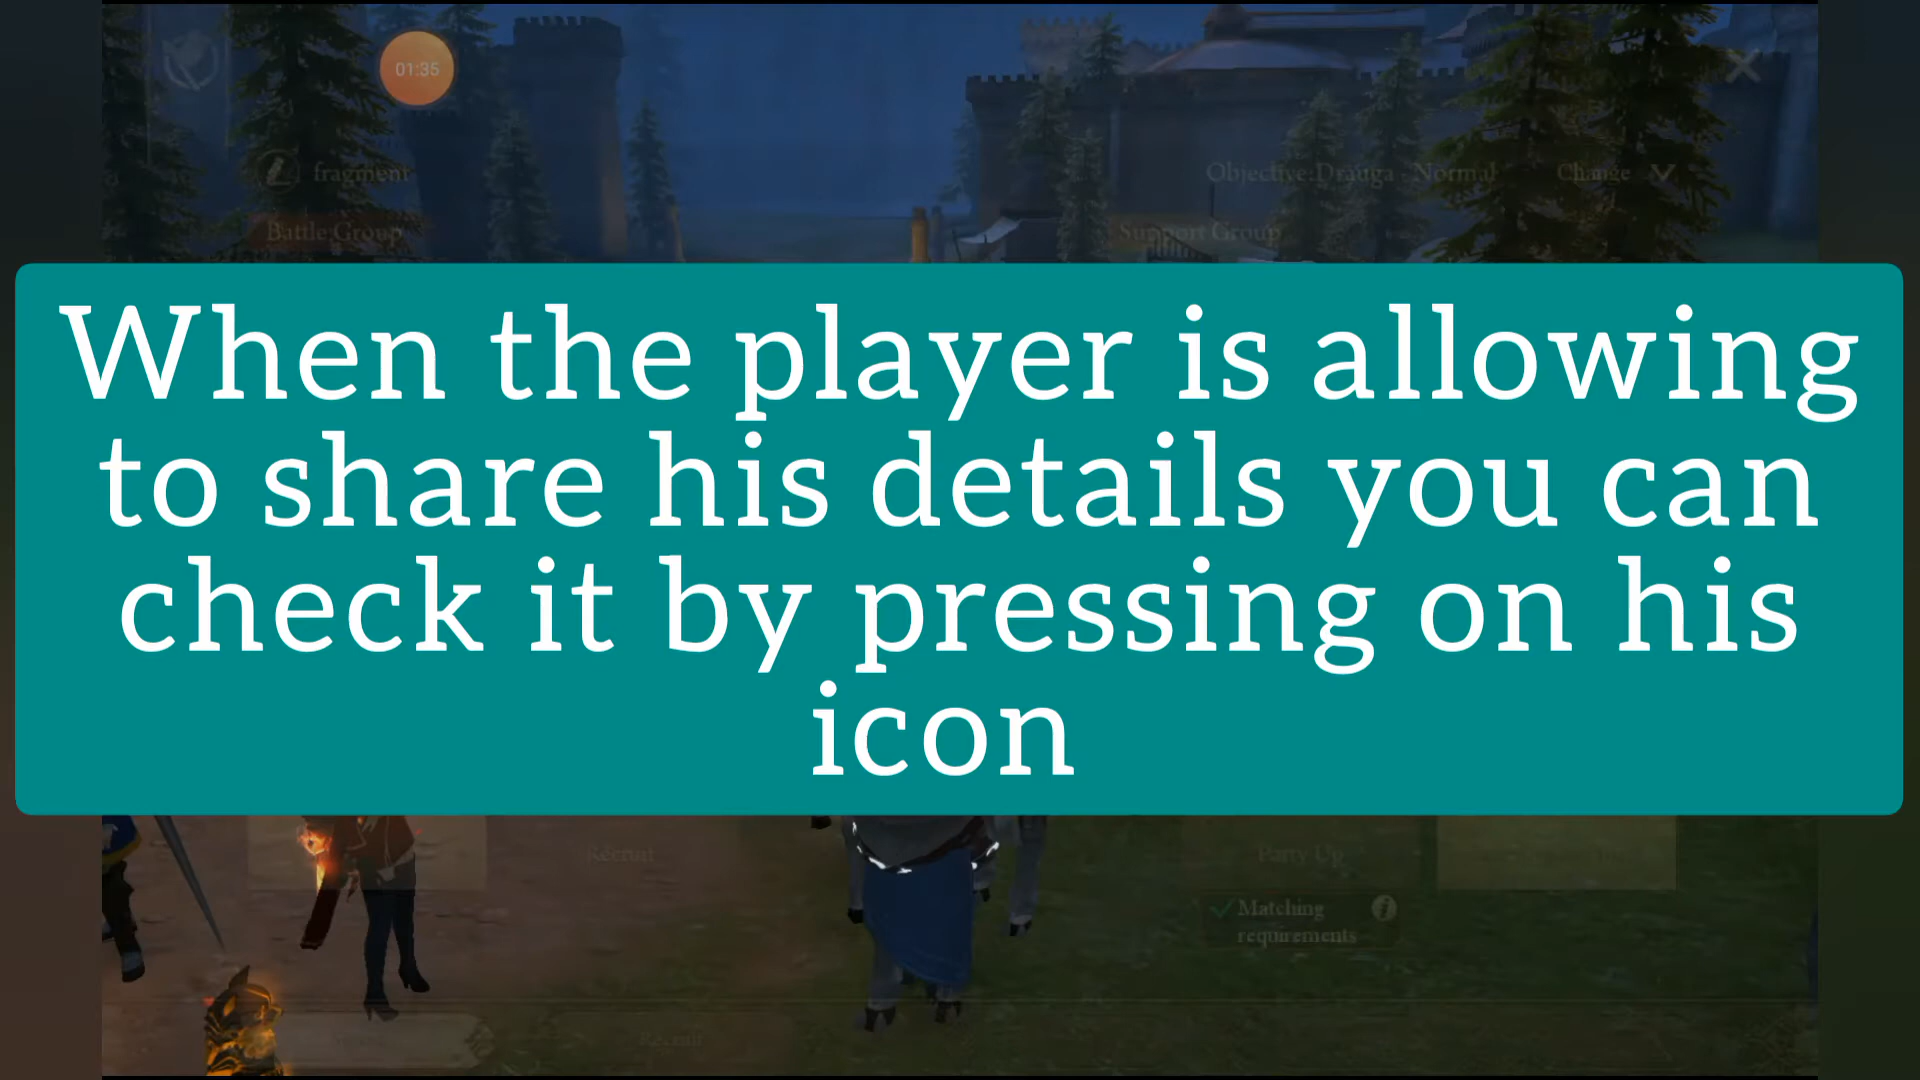 01:35
fragment
Objective:Drauga - Normal Change
Battle Group
Support Group
When the player is allowing
to share his details you can
check it by pressing on his
icon
Recruit
Party Up
Matching
requirements
Recruit